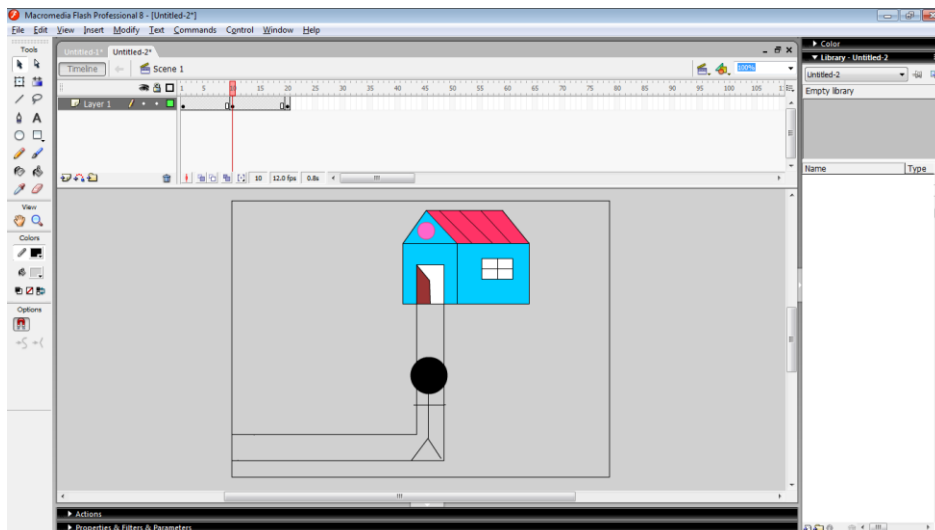 Macromedia Flash Professional 8 - [Untitled-2*]
File Edit View Insert Modify Text Commands Control Window Help
Tools
Untitled-1* Untitled-2*
Timeline Scene 1 100%
1 5 10 15 20 25 30 35 40 45 50 55 60 65 70 75 80 85 90 95 100 105
Layer 1
10 12.0 fps 0.8s
View
Colors
Options
Color
Library - Untitled-2
Untitled-2
Empty library
Name Type
Actions
Properties & Filters & Parameters